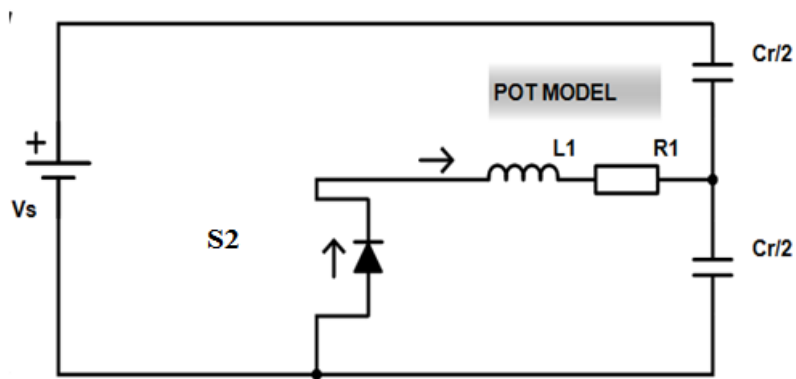 Cr/2
POT MODEL
L1
R1
+
Vs
S2
Cr/2